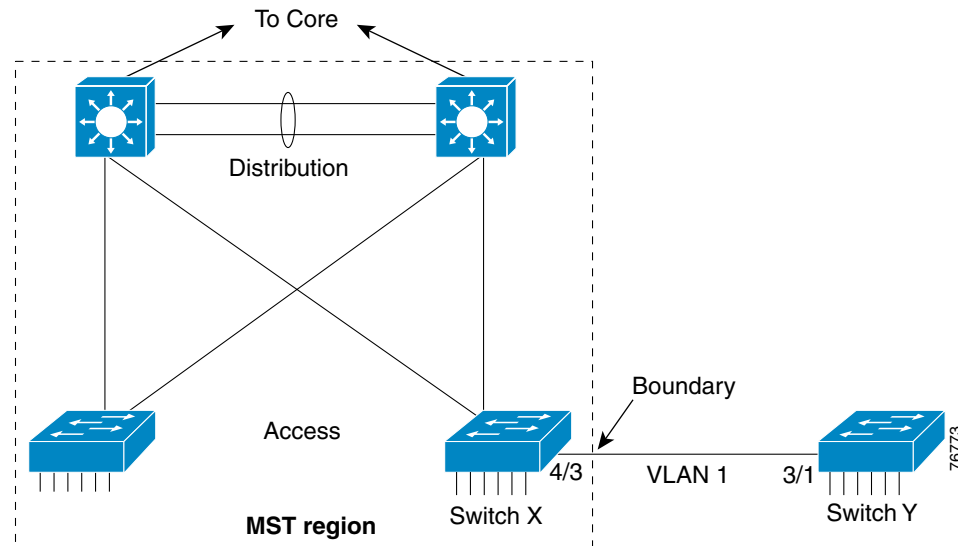 To Core
Distribution
Boundary
Access
4/3
VLAN 1
3/1
Switch X
Switch Y
MST region
76773